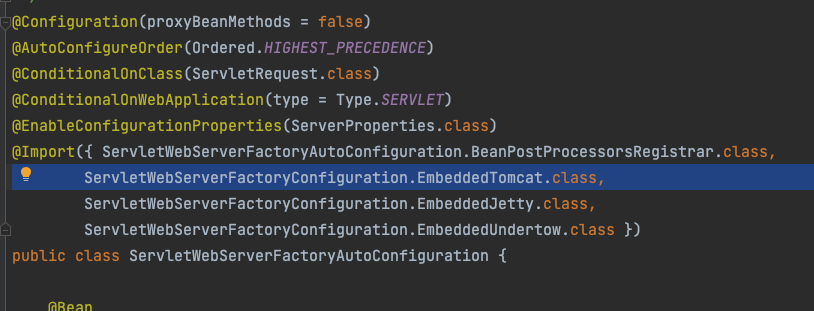 @Configuration(proxyBeanMethods = false)
@AutoConfigureOrder(Ordered.HIGHEST_PRECEDENCE)
@ConditionalOnClass(ServletRequest.class)
@ConditionalOnWebApplication(type = Type.SERVLET)
@EnableConfigurationProperties(ServerProperties.class)
@Import({ ServletWebServerFactoryAutoConfiguration.BeanPostProcessorsRegistrar.class,
ServletWebServerFactoryConfiguration.EmbeddedTomcat.class,
ServletWebServerFactoryConfiguration.EmbeddedJetty.class,
ServletWebServerFactoryConfiguration.EmbeddedUndertow.class })
public class ServletWebServerFactoryAutoConfiguration {
@Bean